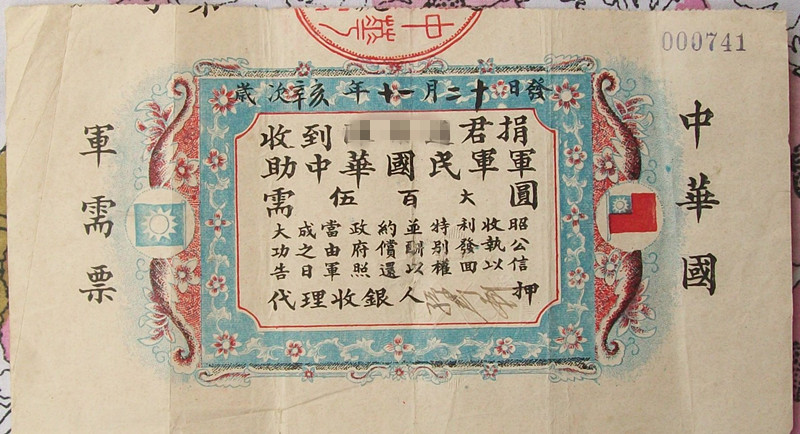 000741
歲次辛亥年十一月二十日發
中華國
軍需票
收到
君捐
助中華國民軍軍
需伍百大圓
大功告
成之日
當由軍
政府照
約償還
並聯以
特別權
利發回
收執以
昭公信
代理收銀人
押